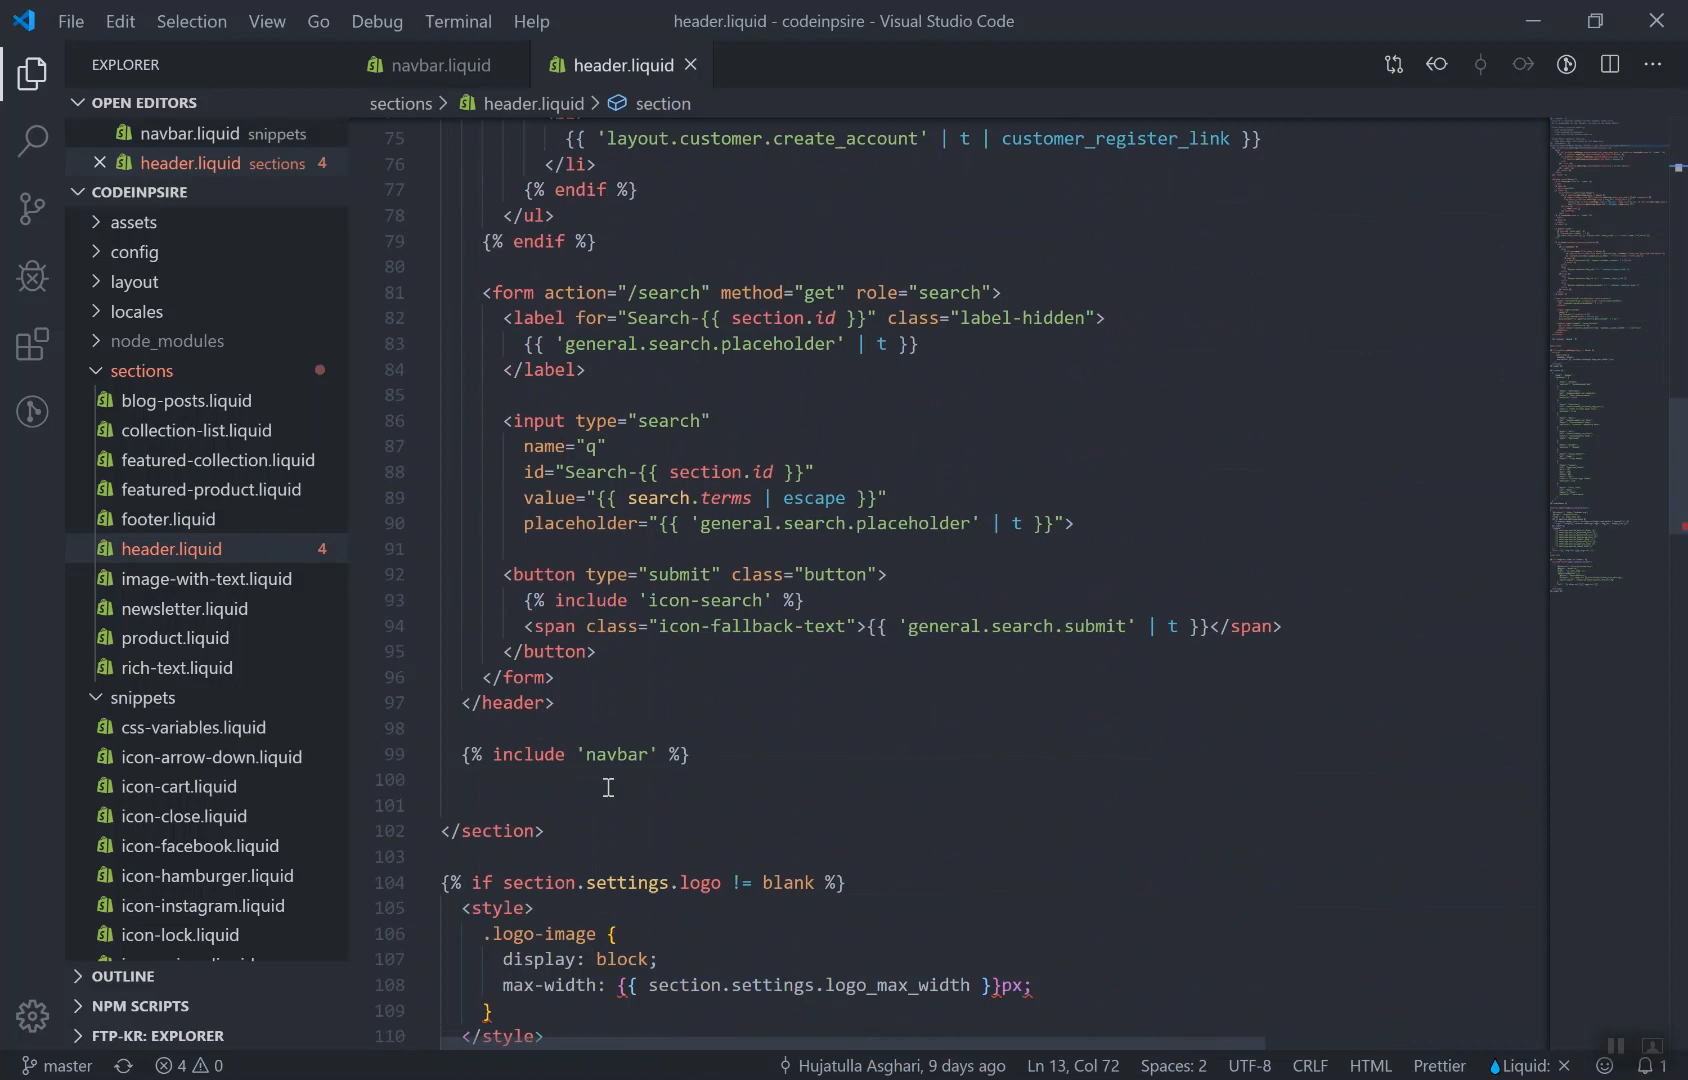 File Edit Selection View Go Debug Terminal Help
header.liquid - codeinpsire - Visual Studio Code
EXPLORER
OPEN EDITORS
navbar.liquid snippets
header.liquid sections 4
CODEINPSIRE
assets
config
layout
locales
node_modules
sections
blog-posts.liquid
collection-list.liquid
featured-collection.liquid
featured-product.liquid
footer.liquid
header.liquid 4
image-with-text.liquid
newsletter.liquid
product.liquid
rich-text.liquid
snippets
css-variables.liquid
icon-arrow-down.liquid
icon-cart.liquid
icon-close.liquid
icon-facebook.liquid
icon-hamburger.liquid
icon-instagram.liquid
icon-lock.liquid
OUTLINE
NPM SCRIPTS
FTP-KR: EXPLORER
navbar.liquid
header.liquid
sections > header.liquid > section
75 {{ 'layout.customer.create_account' | t | customer_register_link }}
76 </li>
77 {% endif %}
78 </ul>
79 {% endif %}
80
81 <form action="/search" method="get" role="search">
82 <label for="Search-{{ section.id }}" class="label-hidden">
83 {{ 'general.search.placeholder' | t }}
84 </label>
85
86 <input type="search"
87 name="q"
88 id="Search-{{ section.id }}"
89 value="{{ search.terms | escape }}"
90 placeholder="{{ 'general.search.placeholder' | t }}">
91
92 <button type="submit" class="button">
93 {% include 'icon-search' %}
94 <span class="icon-fallback-text">{{ 'general.search.submit' | t }}</span>
95 </button>
96 </form>
97 </header>
98
99 {% include 'navbar' %}
100
101
102 </section>
103
104 {% if section.settings.logo != blank %}
105 <style>
106 .logo-image {
107 display: block;
108 max-width: {{ section.settings.logo_max_width }}px;
109 }
110 </style>
master 4 0
Hujatulla Asghari, 9 days ago Ln 13, Col 72 Spaces: 2 UTF-8 CRLF HTML Prettier Liquid: 1